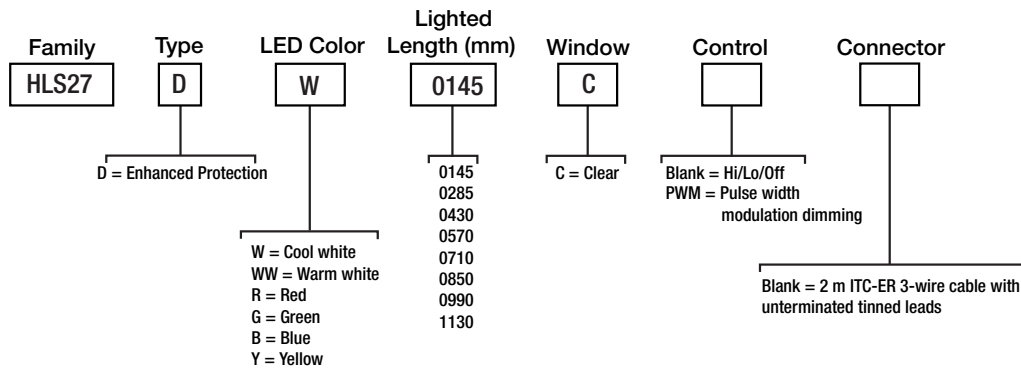 Family
Type
LED Color
Lighted
Length (mm)
Window
Control
Connector
HLS27
D
W
0145
C
D = Enhanced Protection
W = Cool white
WW = Warm white
R = Red
G = Green
B = Blue
Y = Yellow
0145
0285
0430
0570
0710
0850
0990
1130
C = Clear
Blank = Hi/Lo/Off
PWM = Pulse width
modulation dimming
Blank = 2 m ITC-ER 3-wire cable with
unterminated tinned leads